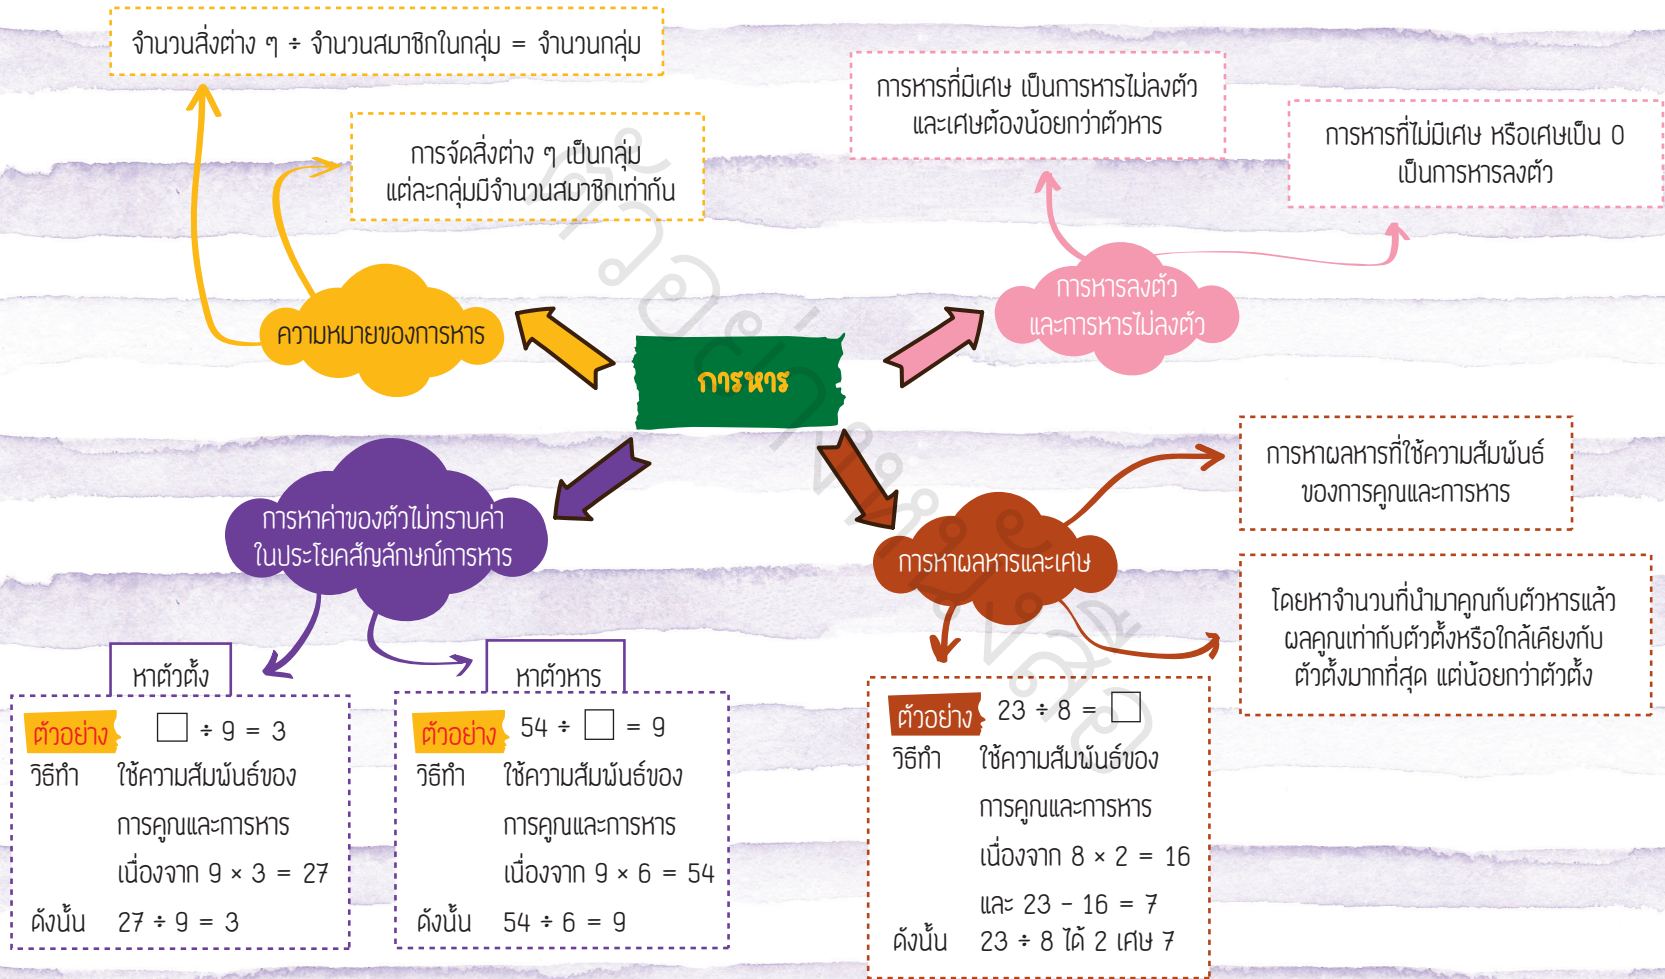 จำนวนสิ่งต่าง ๆ ÷ จำนวนสมาชิกในกลุ่ม = จำนวนกลุ่ม
การจัดสิ่งต่าง ๆ เป็นกลุ่ม
แต่ละกลุ่มมีจำนวนสมาชิกเท่ากัน
ความหมายของการหาร
การหารที่มีเศษ เป็นการหารไม่ลงตัว
และเศษต้องน้อยกว่าตัวหาร
การหารที่ไม่มีเศษ หรือเศษเป็น 0
เป็นการหารลงตัว
การหารลงตัว
และการหารไม่ลงตัว
การหาร
การหาค่าของตัวไม่ทราบค่า
ในประโยคสัญลักษณ์การหาร
หาตัวตั้ง
ตัวอย่าง □ ÷ 9 = 3
วิธีทำ ใช้ความสัมพันธ์ของ
การคูณและการหาร
เนื่องจาก 9 × 3 = 27
ดังนั้น 27 ÷ 9 = 3
หาตัวหาร
ตัวอย่าง 54 ÷ □ = 9
วิธีทำ ใช้ความสัมพันธ์ของ
การคูณและการหาร
เนื่องจาก 9 × 6 = 54
ดังนั้น 54 ÷ 6 = 9
การหาผลหารและเศษ
การหาผลหารที่ใช้ความสัมพันธ์
ของการคูณและการหาร
โดยหาจำนวนที่นำมาคูณกับตัวหารแล้ว
ผลคูณเท่ากับตัวตั้งหรือใกล้เคียงกับ
ตัวตั้งมากที่สุด แต่น้อยกว่าตัวตั้ง
ตัวอย่าง 23 ÷ 8 = □
วิธีทำ ใช้ความสัมพันธ์ของ
การคูณและการหาร
เนื่องจาก 8 × 2 = 16
และ 23 - 16 = 7
ดังนั้น 23 ÷ 8 ได้ 2 เศษ 7
ตัวอย่างหนังสือ